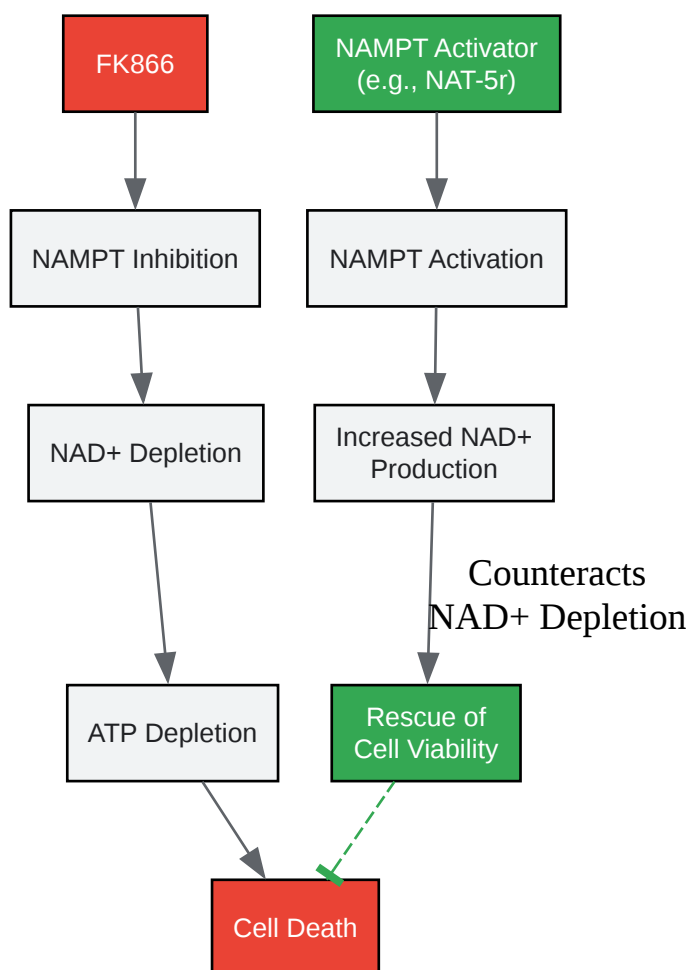 FK866
NAMPT Activator
(e.g., NAT-5r)
NAMPT Inhibition
NAMPT Activation
NAD+ Depletion
Increased NAD+
Production
Counteracts
NAD+ Depletion
ATP Depletion
Rescue of
Cell Viability
Cell Death